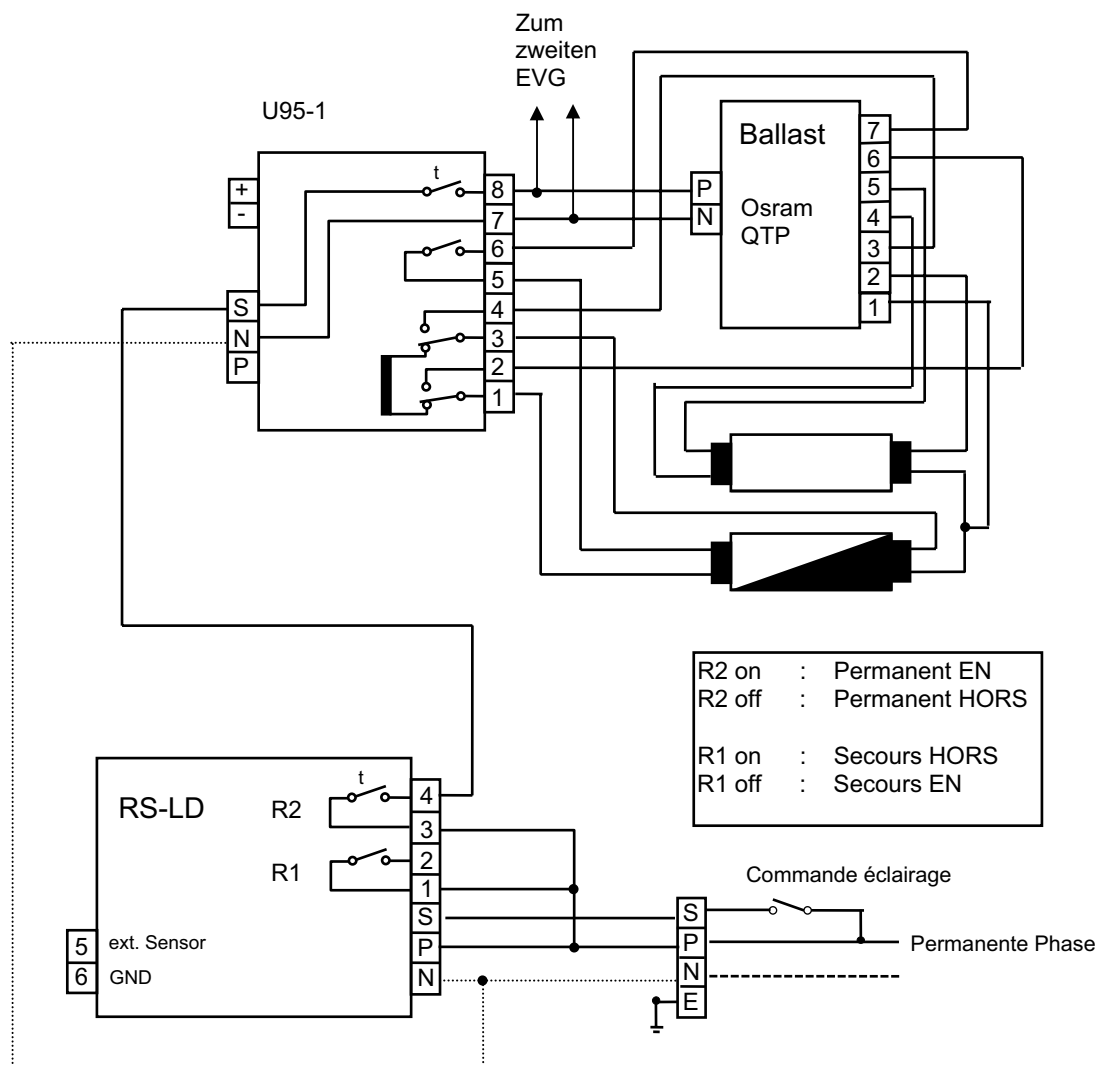 Zum
zweiten
EVG
U95-1
+
-
S
N
P
t
8
7
6
5
4
3
2
1
P
N
Ballast
Osram
QTP
7
6
5
4
3
2
1
R2 on : Permanent EN
R2 off : Permanent HORS
R1 on : Secours HORS
R1 off : Secours EN
RS-LD
t
R2
R1
4
3
2
1
S
P
N
5 ext. Sensor
6 GND
Commande éclairage
S
P
N
E
Permanente Phase